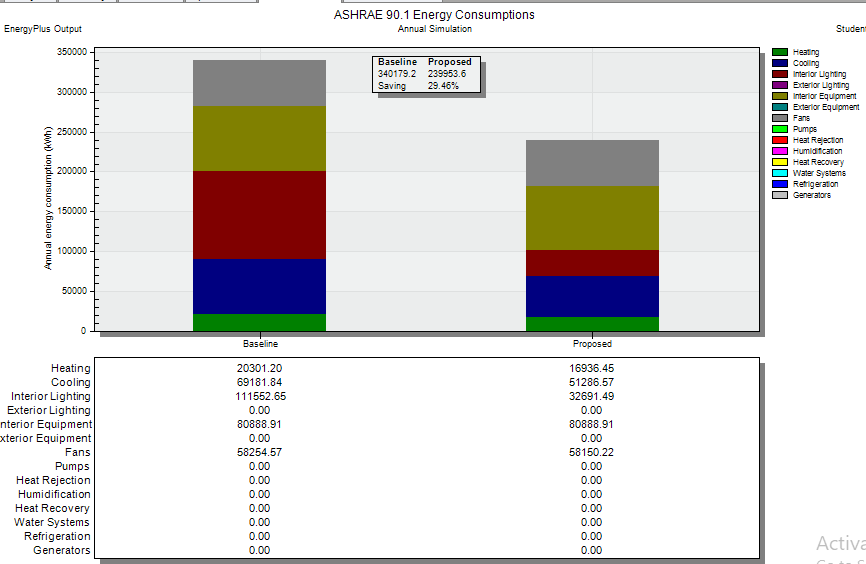 ASHRAE 90.1 Energy Consumptions
EnergyPlus Output
Annual Simulation
Student
Annual energy consumption (kWh)
350000
300000
250000
200000
150000
100000
50000
0
Baseline Proposed
340179.2 239953.6
Saving 29.46%
Heating
Cooling
Interior Lighting
Exterior Lighting
Interior Equipment
Exterior Equipment
Fans
Pumps
Heat Rejection
Humidification
Heat Recovery
Water Systems
Refrigeration
Generators
Baseline Proposed
Heating 20301.20 16936.45
Cooling 69181.84 51286.57
Interior Lighting 111552.65 32691.49
Exterior Lighting 0.00 0.00
nterior Equipment 80888.91 80888.91
xterior Equipment 0.00 0.00
Fans 58254.57 58150.22
Pumps 0.00 0.00
Heat Rejection 0.00 0.00
Humidification 0.00 0.00
Heat Recovery 0.00 0.00
Water Systems 0.00 0.00
Refrigeration 0.00 0.00
Generators 0.00 0.00
Activa